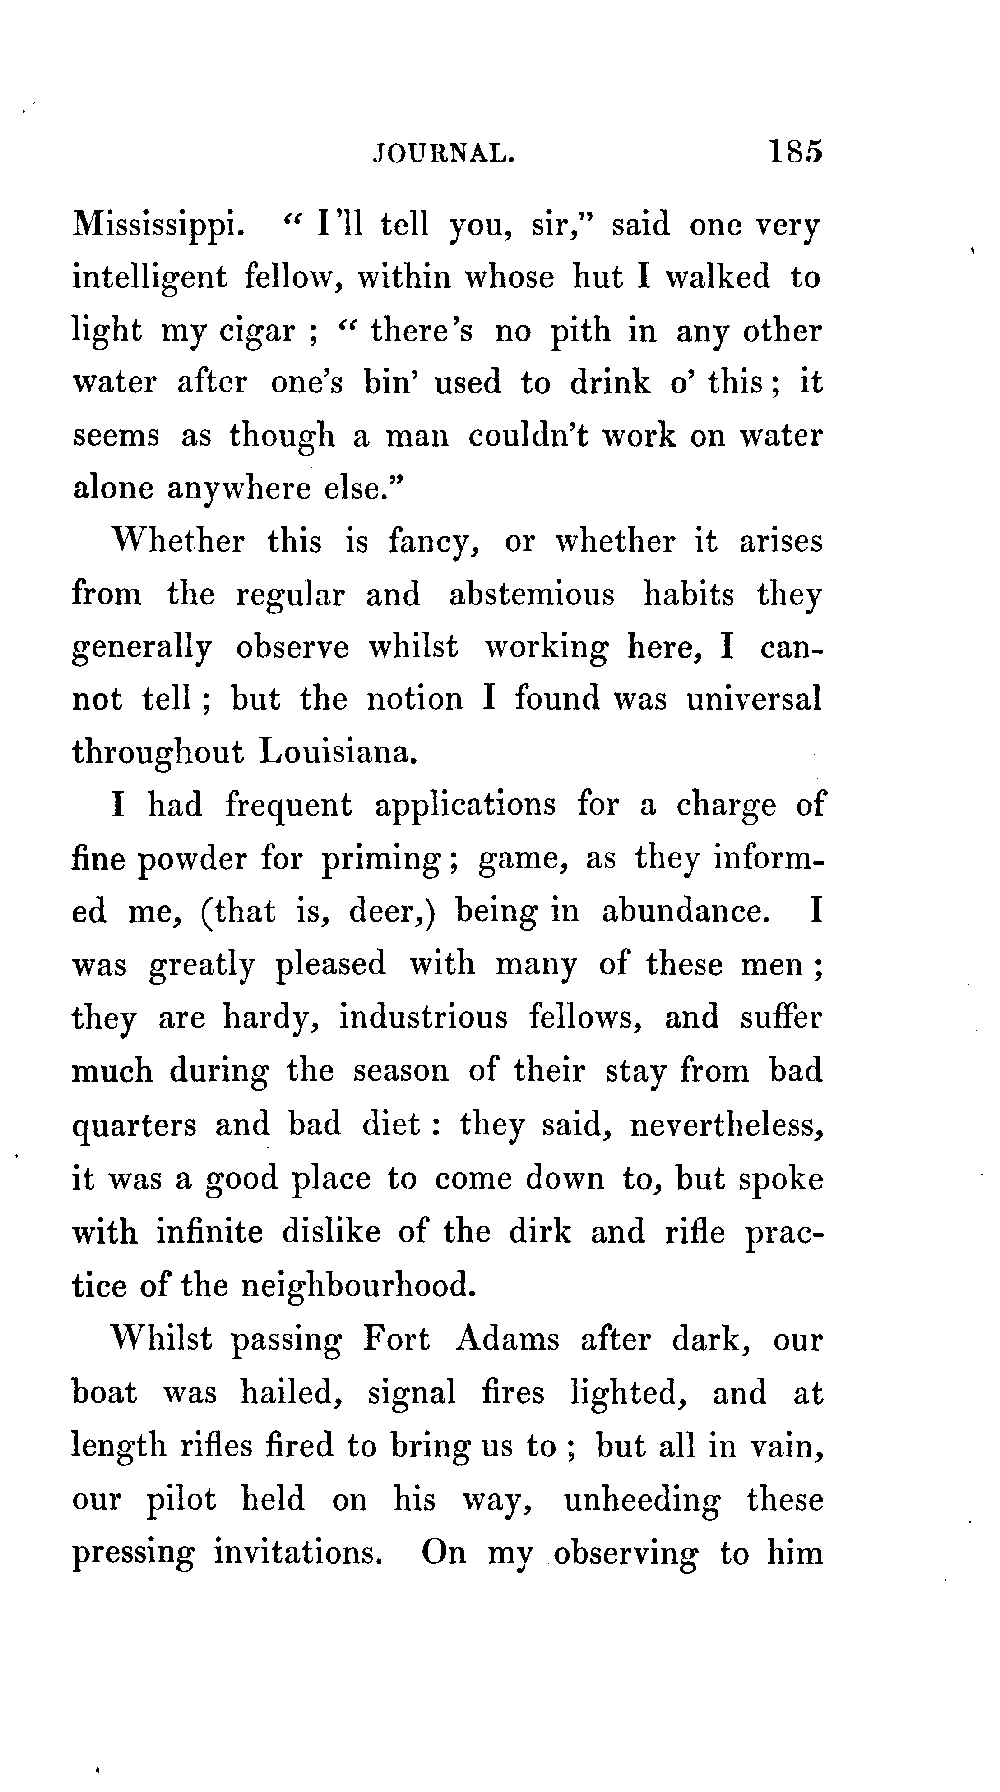 JOURNAL. 185
Mississippi. “ I 'll tell you, sir,” said one very
intelligent fellow, within whose hut I walked to
light my cigar ; “ there's no pith in any other
water after one's bin' used to drink o' this ; it
seems as though a man couldn't work on water
alone anywhere else.”
Whether this is fancy, or whether it arises
from the regular and abstemious habits they
generally observe whilst working here, I can-
not tell ; but the notion I found was universal
throughout Louisiana.
I had frequent applications for a charge of
fine powder for priming ; game, as they inform-
ed me, (that is, deer,) being in abundance. I
was greatly pleased with many of these men ;
they are hardy, industrious fellows, and suffer
much during the season of their stay from bad
quarters and bad diet : they said, nevertheless,
it was a good place to come down to, but spoke
with infinite dislike of the dirk and rifle prac-
tice of the neighbourhood.
Whilst passing Fort Adams after dark, our
boat was hailed, signal fires lighted, and at
length rifles fired to bring us to ; but all in vain,
our pilot held on his way, unheeding these
pressing invitations. On my observing to him